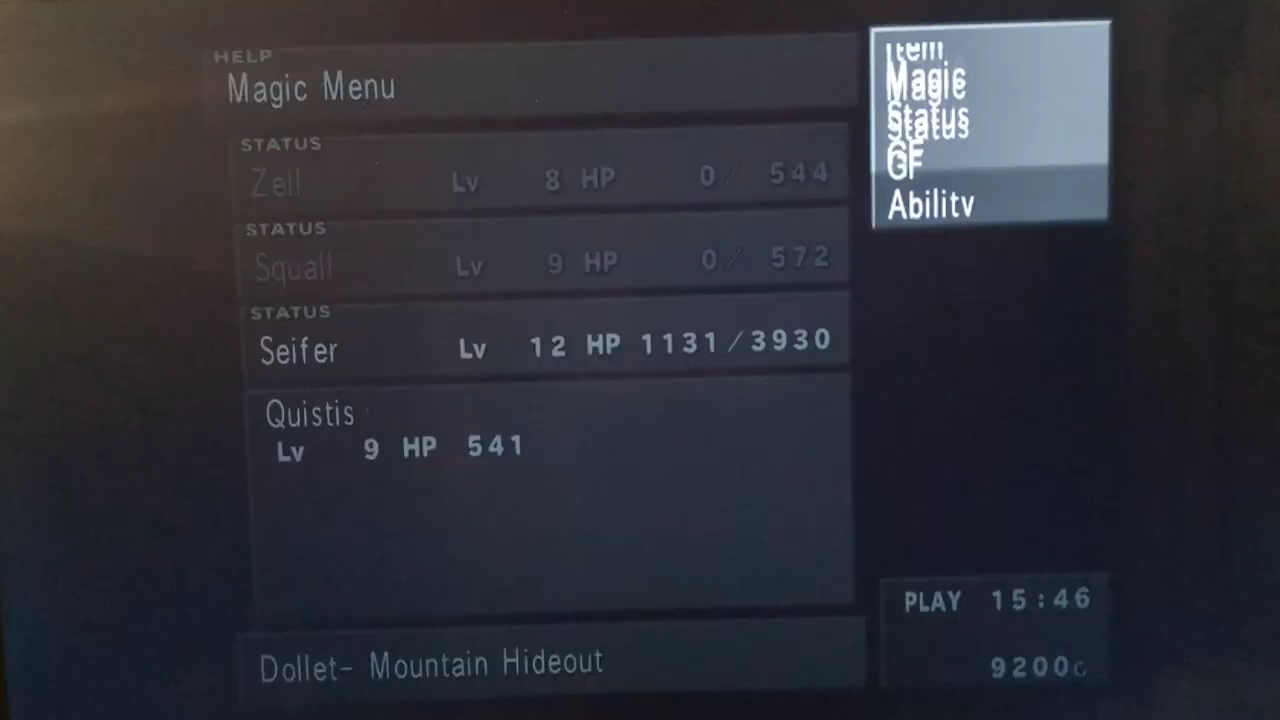 HELP
Magic Menu
Item
Magic
Status
GF
Ability
STATUS
Zell Lv 8 HP 0/ 544
STATUS
Squall Lv 9 HP 0/ 572
STATUS
Seifer Lv 12 HP 1131/3930
Quistis
Lv 9 HP 541
PLAY 15:46
9200G
Dollet- Mountain Hideout